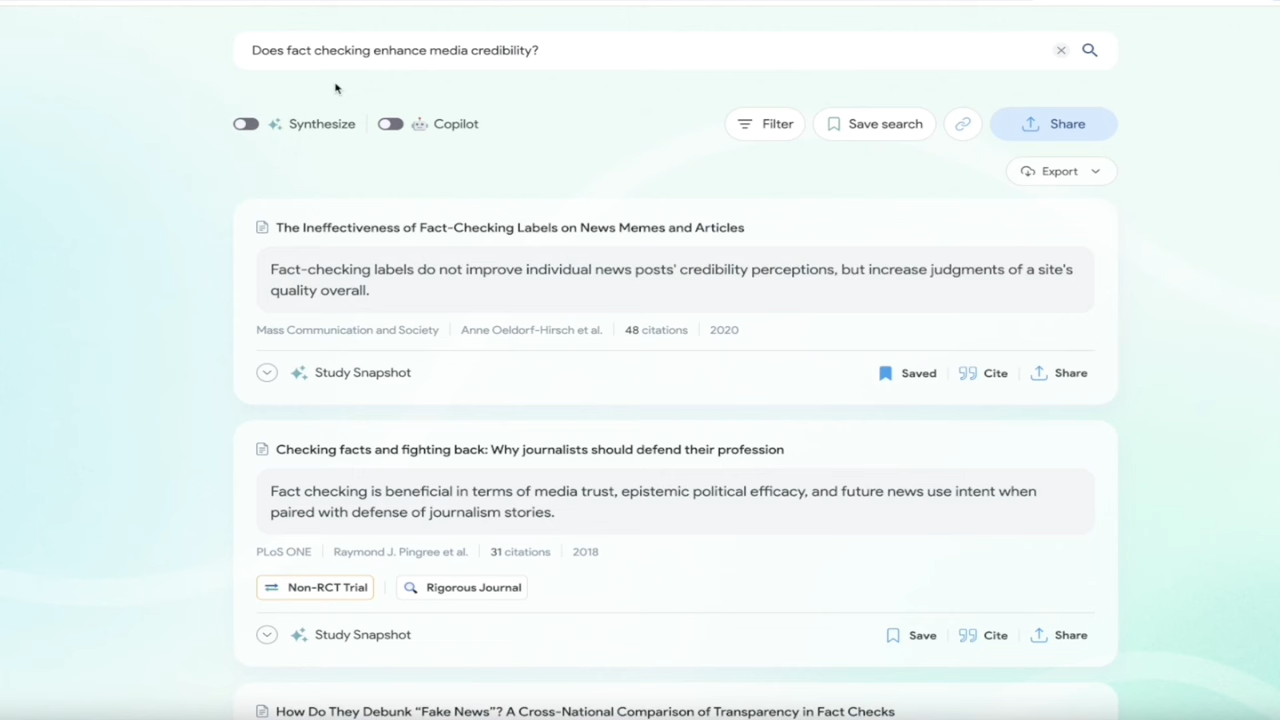 Does fact checking enhance media credibility?
Synthesize Copilot Filter Save search Share
Export
The Ineffectiveness of Fact-Checking Labels on News Memes and Articles
Fact-checking labels do not improve individual news posts' credibility perceptions, but increase judgments of a site's
quality overall.
Mass Communication and Society Anne Oeldorf-Hirsch et al. 48 citations 2020
Study Snapshot Saved Cite Share
Checking facts and fighting back: Why journalists should defend their profession
Fact checking is beneficial in terms of media trust, epistemic political efficacy, and future news use intent when
paired with defense of journalism stories.
PLoS ONE Raymond J. Pingree et al. 31 citations 2018
Non-RCT Trial Rigorous Journal
Study Snapshot Save Cite Share
How Do They Debunk “Fake News”? A Cross-National Comparison of Transparency in Fact Checks